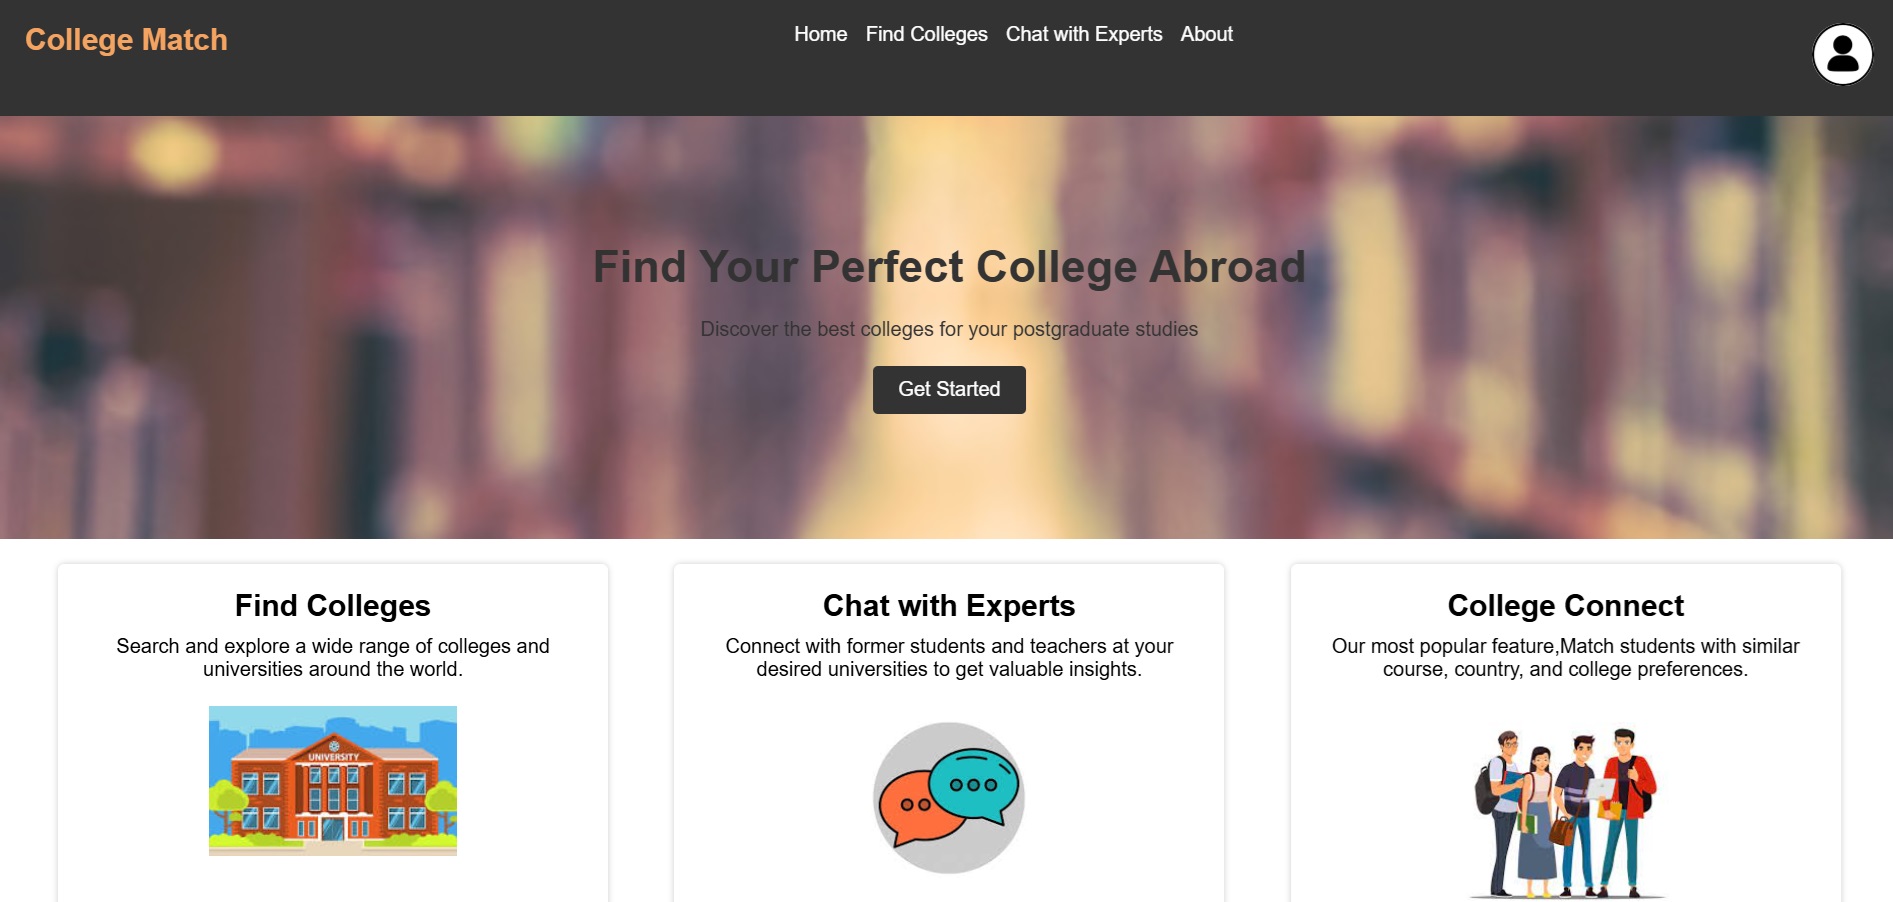 College Match
Home Find Colleges Chat with Experts About
Find Your Perfect College Abroad
Discover the best colleges for your postgraduate studies
Get Started
Find Colleges
Search and explore a wide range of colleges and
universities around the world.
UNIVERSITY
Chat with Experts
Connect with former students and teachers at your
desired universities to get valuable insights.
College Connect
Our most popular feature,Match students with similar
course, country, and college preferences.